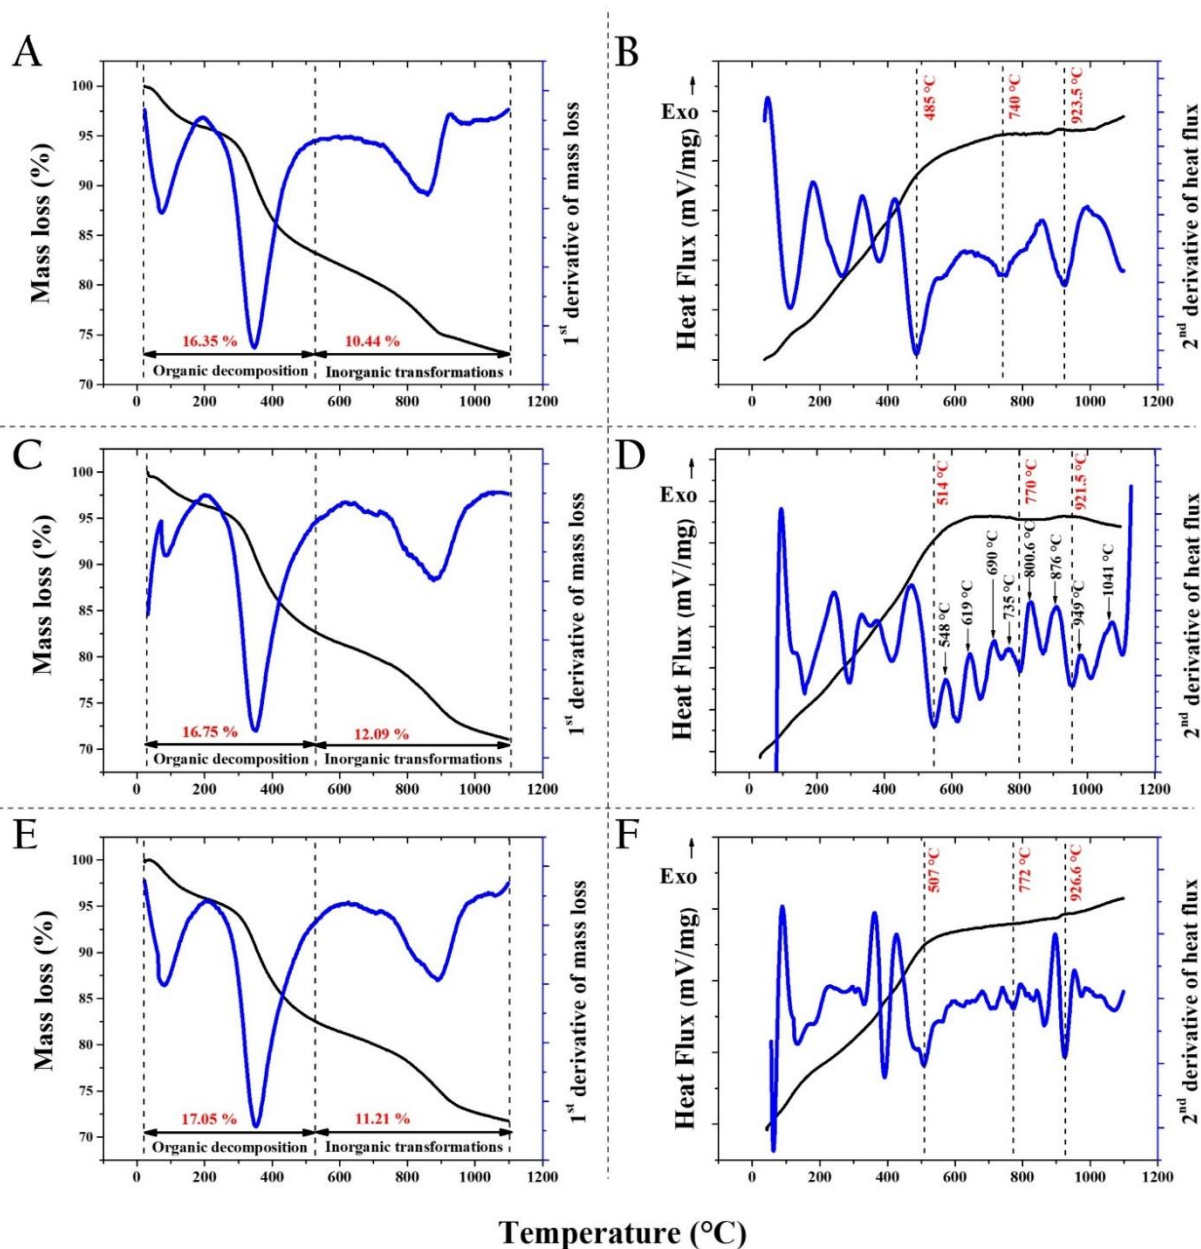 A
Mass loss (%)
100
95
90
85
80
75
70
16.35 %
10.44 %
Organic decomposition
Inorganic transformations
0
200
400
600
800
1000
1200
1st derivative of mass loss
B
Exo
Heat Flux (mV/mg)
485 °C
740 °C
923.5 °C
0
200
400
600
800
1000
1200
2nd derivative of heat flux
C
Mass loss (%)
100
95
90
85
80
75
70
16.75 %
12.09 %
Organic decomposition
Inorganic transformations
0
200
400
600
800
1000
1200
1st derivative of mass loss
D
Exo
Heat Flux (mV/mg)
514 °C
770 °C
921.5 °C
548 °C
619 °C
690 °C
735 °C
800.6 °C
876 °C
949 °C
1041 °C
0
200
400
600
800
1000
1200
2nd derivative of heat flux
E
Mass loss (%)
100
95
90
85
80
75
70
17.05 %
11.21 %
Organic decomposition
Inorganic transformations
0
200
400
600
800
1000
1200
1st derivative of mass loss
F
Exo
Heat Flux (mV/mg)
507 °C
772 °C
926.6 °C
0
200
400
600
800
1000
1200
2nd derivative of heat flux
Temperature (°C)